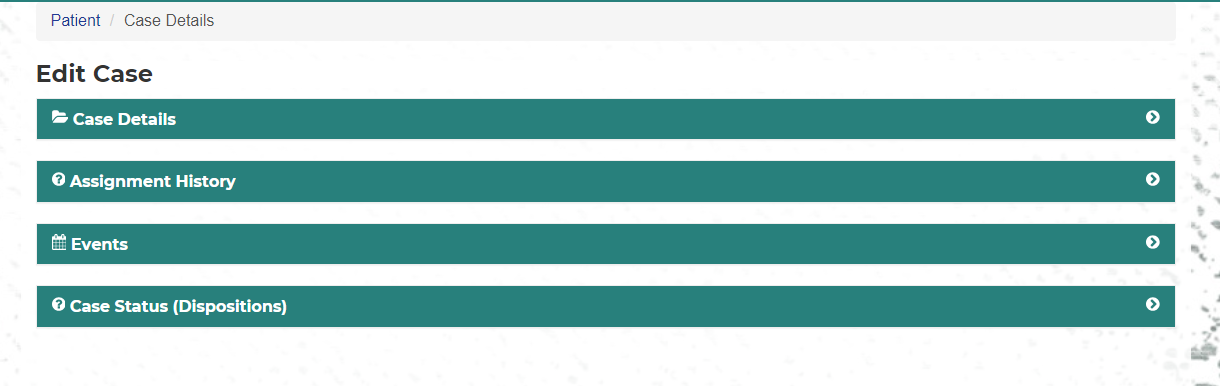 Patient / Case Details
Edit Case
Case Details
Assignment History
Events
Case Status (Dispositions)